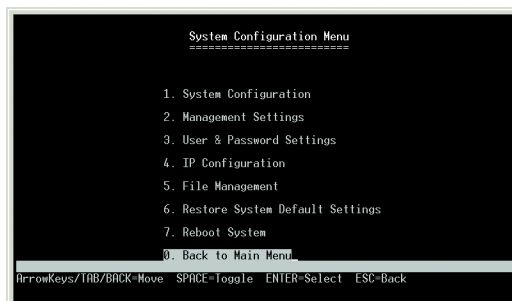 System Configuration Menu
=========================
1. System Configuration
2. Management Settings
3. User & Password Settings
4. IP Configuration
5. File Management
6. Restore System Default Settings
7. Reboot System
0. Back to Main Menu
ArrowKeys/TAB/BACK=Move SPACE=Toggle ENTER=Select ESC=Back